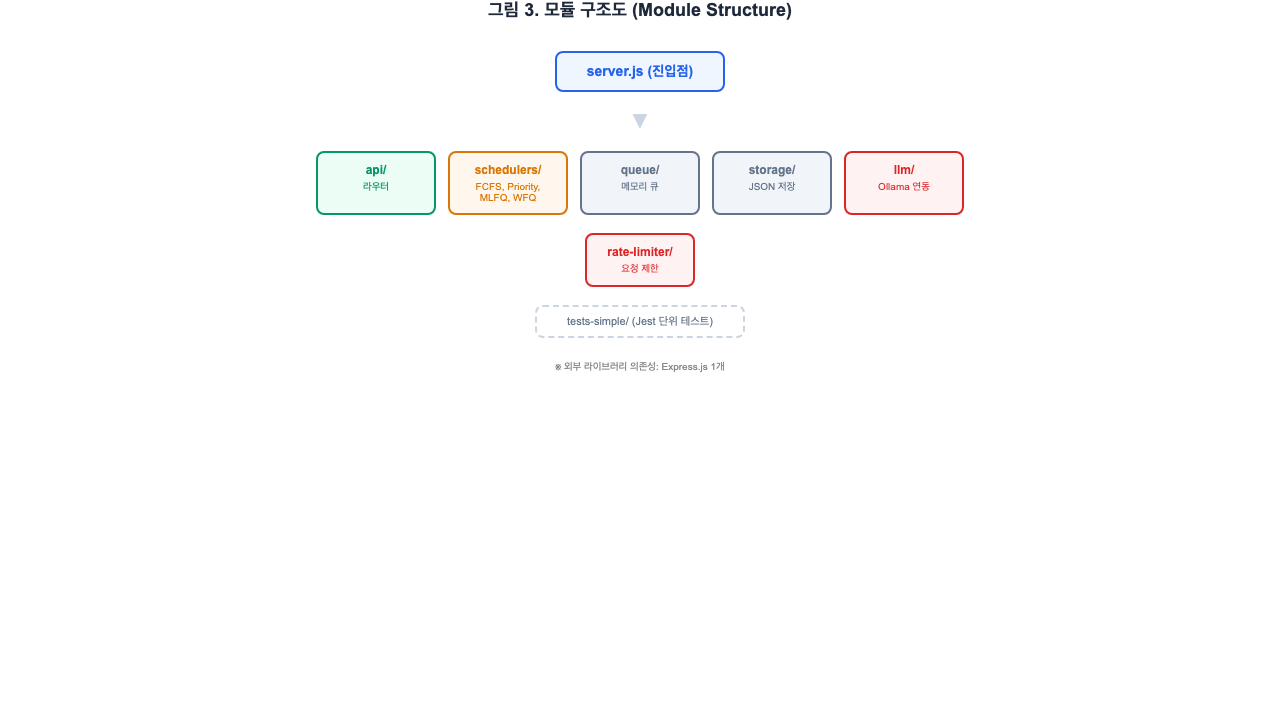 그림 3. 모듈 구조도 (Module Structure)
server.js (진입점)
api/
라우터
schedulers/
FCFS, Priority,
MLFQ, WFQ
queue/
메모리 큐
storage/
JSON 저장
llm/
Ollama 연동
rate-limiter/
요청 제한
tests-simple/ (Jest 단위 테스트)
※ 외부 라이브러리 의존성: Express.js 1개